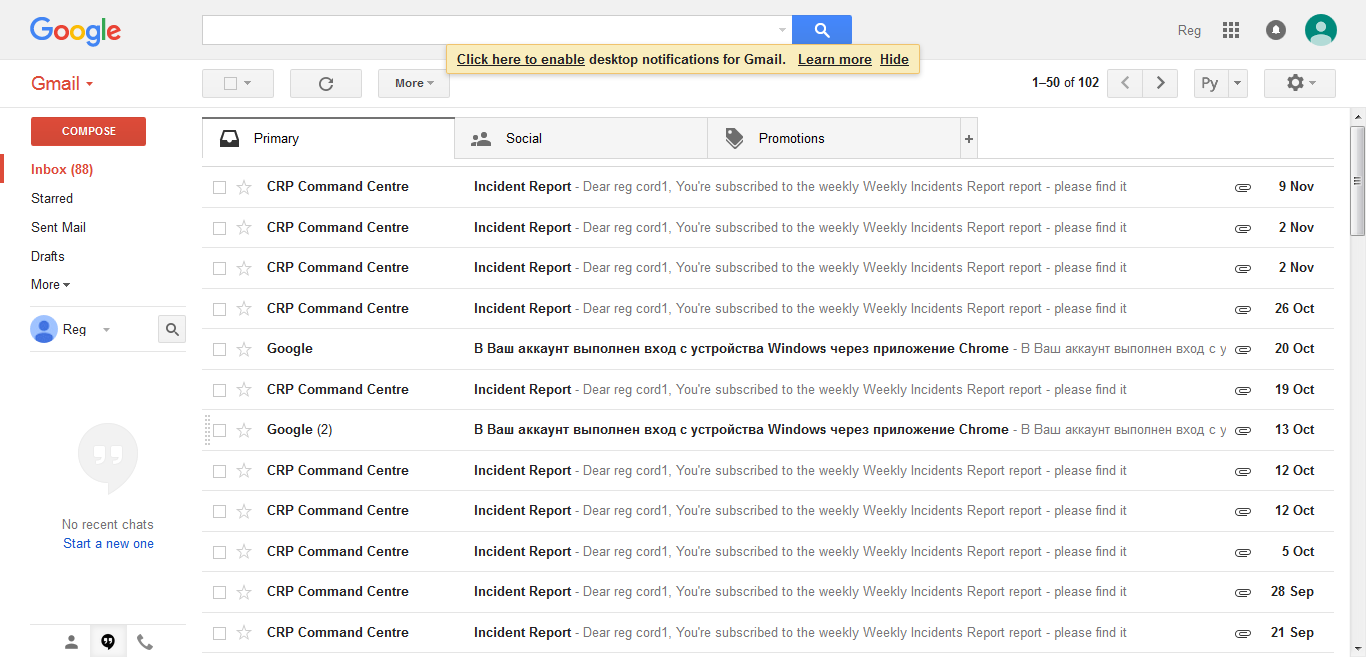 Google
Reg
Click here to enable desktop notifications for Gmail. Learn more Hide
Gmail More 1–50 of 102 Ру
COMPOSE
Primary Social Promotions +
Inbox (88)
Starred
Sent Mail
Drafts
More
Reg
No recent chats
Start a new one
CRP Command Centre Incident Report - Dear reg cord1, You're subscribed to the weekly Weekly Incidents Report report - please find it 9 Nov
CRP Command Centre Incident Report - Dear reg cord1, You're subscribed to the weekly Weekly Incidents Report report - please find it 2 Nov
CRP Command Centre Incident Report - Dear reg cord1, You're subscribed to the weekly Weekly Incidents Report report - please find it 2 Nov
CRP Command Centre Incident Report - Dear reg cord1, You're subscribed to the weekly Weekly Incidents Report report - please find it 26 Oct
Google В Ваш аккаунт выполнен вход с устройства Windows через приложение Chrome - В Ваш аккаунт выполнен вход с у 20 Oct
CRP Command Centre Incident Report - Dear reg cord1, You're subscribed to the weekly Weekly Incidents Report report - please find it 19 Oct
Google (2) В Ваш аккаунт выполнен вход с устройства Windows через приложение Chrome - В Ваш аккаунт выполнен вход с у 13 Oct
CRP Command Centre Incident Report - Dear reg cord1, You're subscribed to the weekly Weekly Incidents Report report - please find it 12 Oct
CRP Command Centre Incident Report - Dear reg cord1, You're subscribed to the weekly Weekly Incidents Report report - please find it 12 Oct
CRP Command Centre Incident Report - Dear reg cord1, You're subscribed to the weekly Weekly Incidents Report report - please find it 5 Oct
CRP Command Centre Incident Report - Dear reg cord1, You're subscribed to the weekly Weekly Incidents Report report - please find it 28 Sep
CRP Command Centre Incident Report - Dear reg cord1, You're subscribed to the weekly Weekly Incidents Report report - please find it 21 Sep